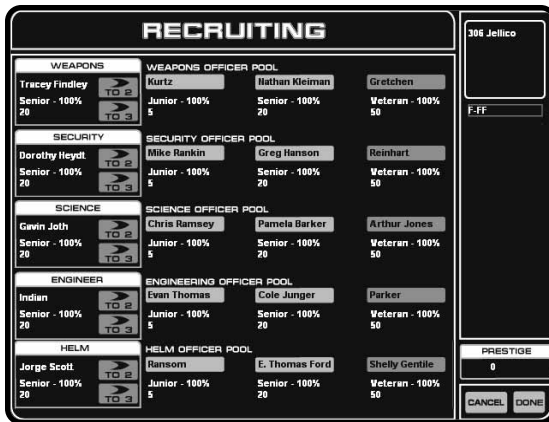 RECRUITING
306 Jellico
F-FF
WEAPONS
Tracey Findley
Senior - 100%
20
TO 2
TO 3
WEAPONS OFFICER POOL
Kurtz
Junior - 100%
5
Nathan Kleiman
Senior - 100%
20
Gretchen
Veteran - 100%
50
SECURITY
Dorothy Heydt
Senior - 100%
20
TO 2
TO 3
SECURITY OFFICER POOL
Mike Rankin
Junior - 100%
5
Greg Hanson
Senior - 100%
20
Reinhart
Veteran - 100%
50
SCIENCE
Gavin Joth
Senior - 100%
20
TO 2
TO 3
SCIENCE OFFICER POOL
Chris Ramsey
Junior - 100%
5
Pamela Barker
Senior - 100%
20
Arthur Jones
Veteran - 100%
50
ENGINEER
Indian
Senior - 100%
20
TO 2
TO 3
ENGINEERING OFFICER POOL
Evan Thomas
Junior - 100%
5
Cole Junger
Senior - 100%
20
Parker
Veteran - 100%
50
HELM
Jorge Scott
Senior - 100%
20
TO 2
TO 3
HELM OFFICER POOL
Ransom
Junior - 100%
5
E. Thomas Ford
Senior - 100%
20
Shelly Gentile
Veteran - 100%
50
PRESTIGE
0
CANCEL
DONE